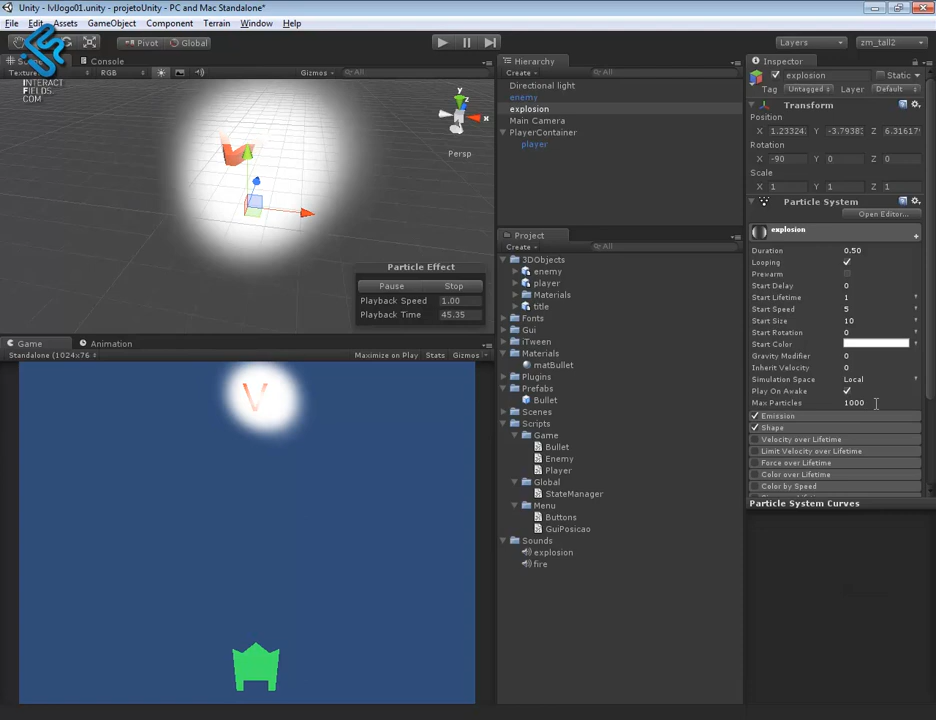 Unity - lvlJogo01.unity - projetoUnity - PC and Mac Standalone*
File Edit Assets GameObject Component Terrain Window Help
Pivot Global
Layers zm_tall2
Console
RGB
Gizmos
All
INTERACT
FIELDS.
COM
y
z
x
Persp
Particle Effect
Pause Stop
Playback Speed 1.00
Playback Time 45.35
Game Animation
Maximize on Play Stats Gizmos
V
Hierarchy
Create All
Directional light
enemy
explosion
Main Camera
PlayerContainer
player
Project
Create All
3DObjects
enemy
player
Materials
title
Fonts
Gui
iTween
Materials
matBullet
Plugins
Prefabs
Bullet
Scenes
Scripts
Game
Bullet
Enemy
Player
Global
StateManager
Menu
Buttons
GuiPosicao
Sounds
explosion
fire
Inspector
explosion Static
Tag Untagged Layer Default
Transform
Position
X 1.23324 Y -3.7938 Z 6.31617
Rotation
X -90 Y 0 Z 0
Scale
X 1 Y 1 Z 1
Particle System
Open Editor...
explosion
Duration 0.50
Looping
Prewarm
Start Delay 0
Start Lifetime 1
Start Speed 5
Start Size 10
Start Rotation 0
Start Color
Gravity Modifier 0
Inherit Velocity 0
Simulation Space Local
Play On Awake
Max Particles 1000
Emission
Shape
Velocity over Lifetime
Limit Velocity over Lifetime
Force over Lifetime
Color over Lifetime
Color by Speed
Particle System Curves